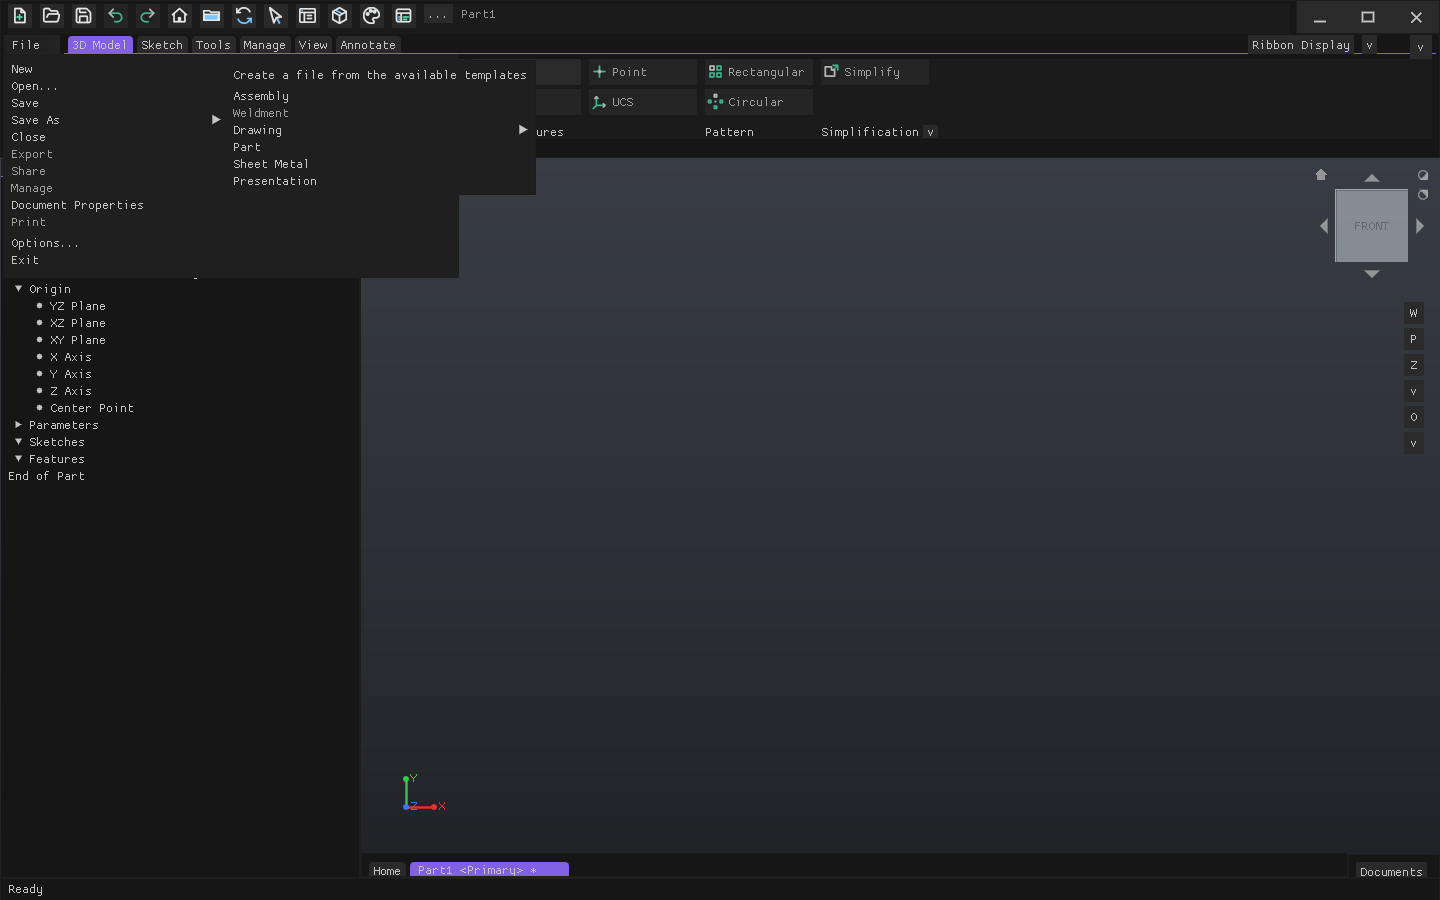 ... Part1
File 3D Model Sketch Tools Manage View Annotate Ribbon Display v v
New
Open...
Save
Save As
Close
Export
Share
Manage
Document Properties
Print
Options...
Exit
Create a file from the available templates
Assembly
Weldment
Drawing
Part
Sheet Metal
Presentation
Point Rectangular Simplify
UCS Circular
ures Pattern Simplification v
FRONT
W
P
Z
v
O
v
Origin
YZ Plane
XZ Plane
XY Plane
X Axis
Y Axis
Z Axis
Center Point
Parameters
Sketches
Features
End of Part
Y
Z X
Home Part1 <Primary> * Documents
Ready